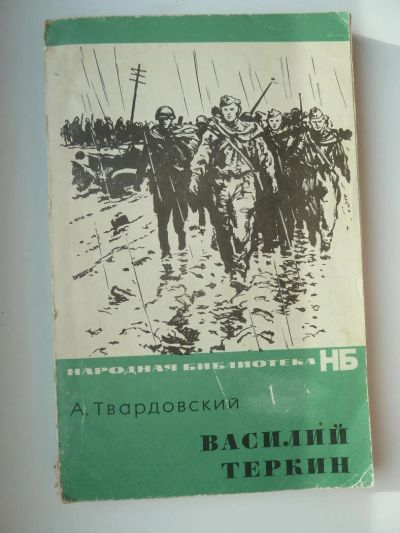 НАРОДНАЯ БИБЛИОТЕКА НБ
А. Твардовский
ВАСИЛИЙ
ТЕРКИН